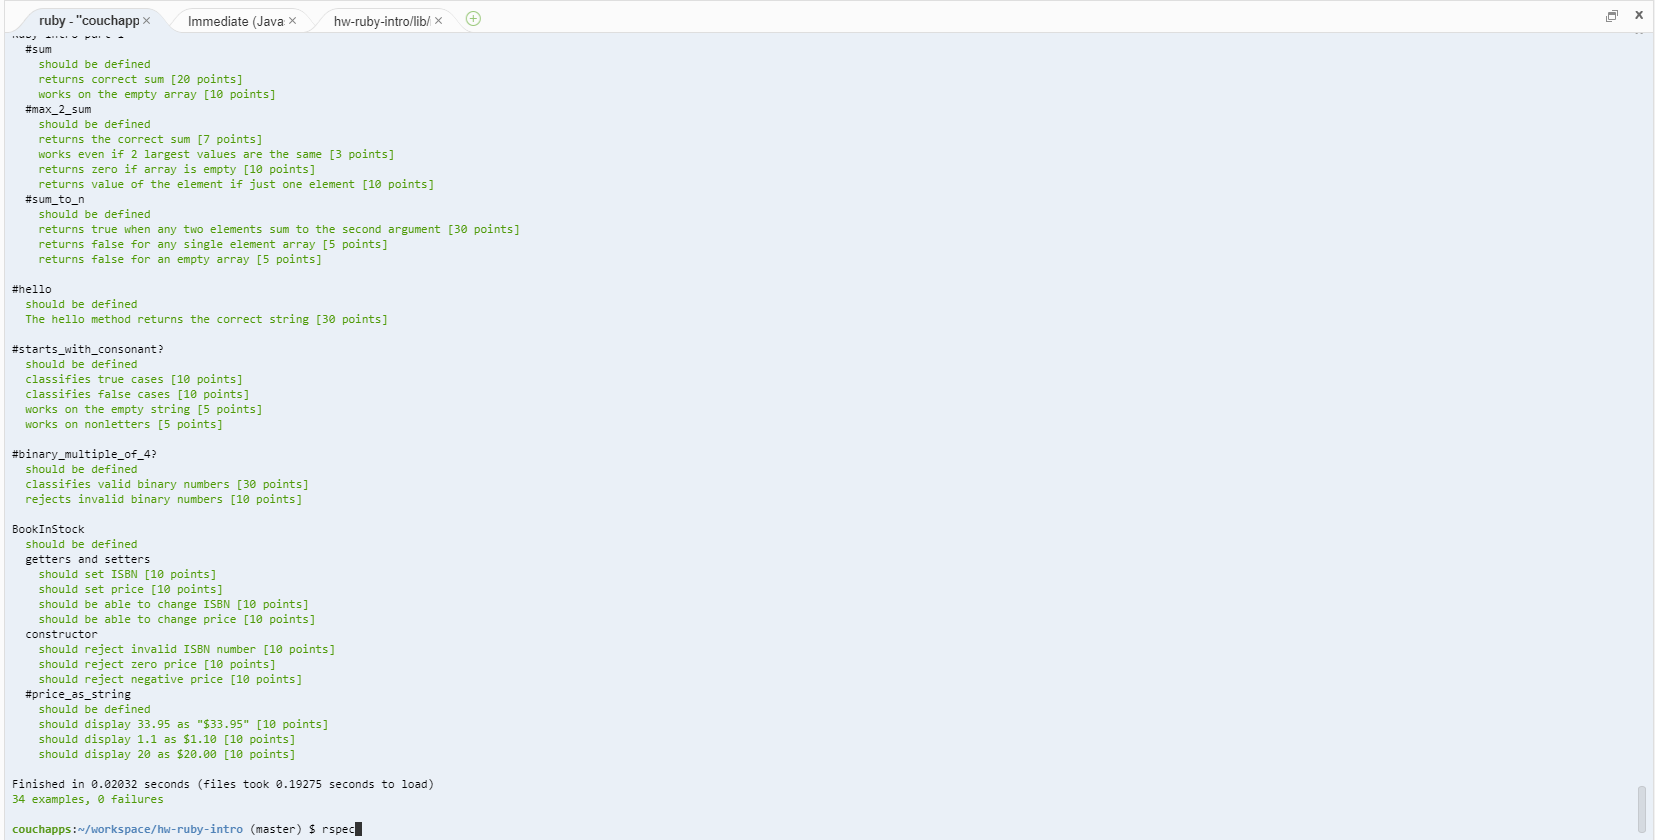 ruby - "couchapp
Immediate (Java
hw-ruby-intro/lib/
#sum
should be defined
returns correct sum [20 points]
works on the empty array [10 points]
#max_2_sum
should be defined
returns the correct sum [7 points]
works even if 2 largest values are the same [3 points]
returns zero if array is empty [10 points]
returns value of the element if just one element [10 points]
#sum_to_n
should be defined
returns true when any two elements sum to the second argument [30 points]
returns false for any single element array [5 points]
returns false for an empty array [5 points]
#hello
should be defined
The hello method returns the correct string [30 points]
#starts_with_consonant?
should be defined
classifies true cases [10 points]
classifies false cases [10 points]
works on the empty string [5 points]
works on nonletters [5 points]
#binary_multiple_of_4?
should be defined
classifies valid binary numbers [30 points]
rejects invalid binary numbers [10 points]
BookInStock
should be defined
getters and setters
should set ISBN [10 points]
should set price [10 points]
should be able to change ISBN [10 points]
should be able to change price [10 points]
constructor
should reject invalid ISBN number [10 points]
should reject zero price [10 points]
should reject negative price [10 points]
#price_as_string
should be defined
should display 33.95 as "$33.95" [10 points]
should display 1.1 as $1.10 [10 points]
should display 20 as $20.00 [10 points]
Finished in 0.02032 seconds (files took 0.19275 seconds to load)
34 examples, 0 failures
couchapps:~/workspace/hw-ruby-intro (master) $ rspec